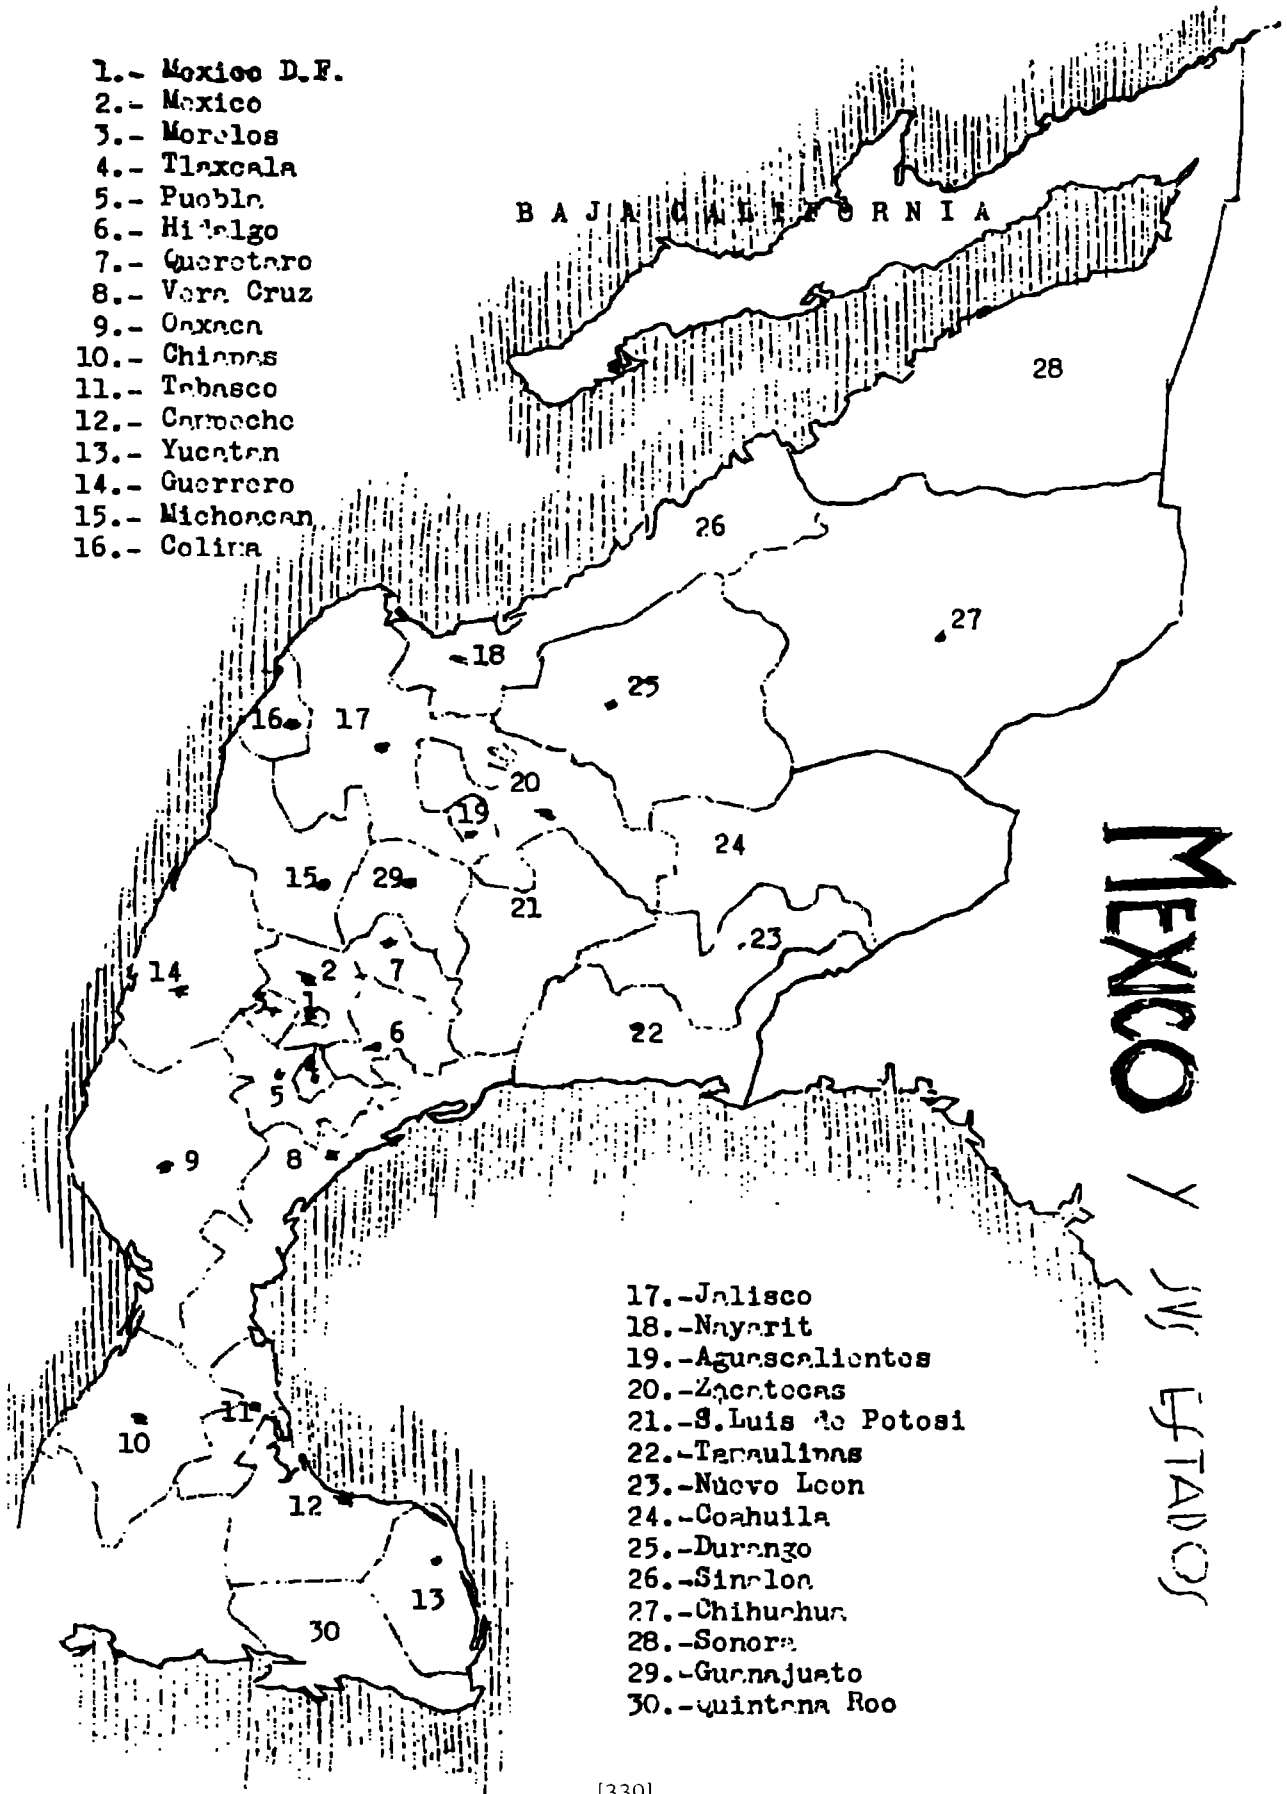 1.- Mexico D.F.
2.- Mexico
3.- Morelos
4.- Tlaxcala
5.- Puebla
6.- Hidalgo
7.- Queretaro
8.- Vera Cruz
9.- Oaxaca
10.- Chiapas
11.- Tabasco
12.- Campeche
13.- Yucatan
14.- Guerrero
15.- Michoacan
16.- Colima
BAJA CALIFORNIA
28
26
27
18
25
16
17
20
19
24
15
29
21
23
14
2
7
3
1
6
22
4
5
9
8
11
10
12
13
30
17.-Jalisco
18.-Nayarit
19.-Aguascalientes
20.-Zacatecas
21.-S.Luis de Potosi
22.-Tamaulipas
23.-Nuevo Leon
24.-Coahuila
25.-Durango
26.-Sinaloa
27.-Chihuahua
28.-Sonora
29.-Guanajuato
30.-Quintana Roo
MEXICO Y SUS ESTADOS
[339]